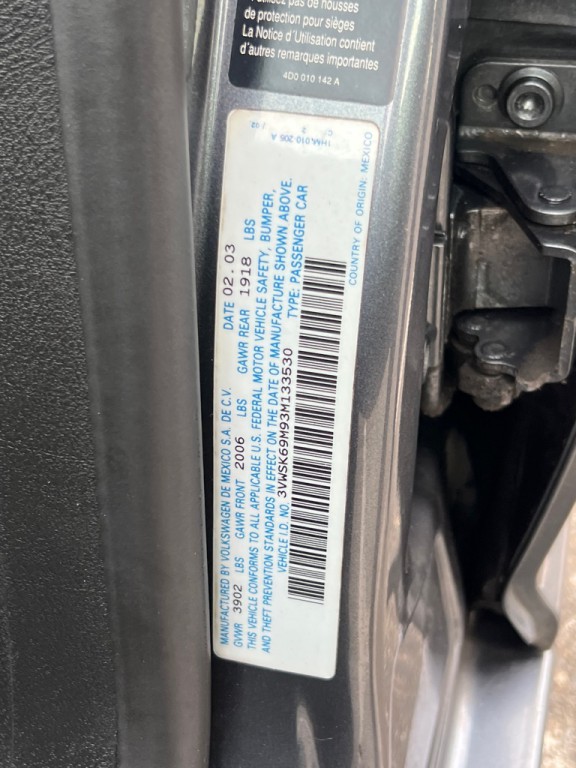 de protection pour sièges
La Notice d'Utilisation contient
d'autres remarques importantes
4D0 010 142 A
MANUFACTURED BY VOLKSWAGEN DE MEXICO S.A. DE C.V. DATE 02.03
GVWR 3902 LBS GAWR FRONT 2006 LBS GAWR REAR 1918 LBS
THIS VEHICLE CONFORMS TO ALL APPLICABLE U.S. FEDERAL MOTOR VEHICLE SAFETY, BUMPER,
AND THEFT PREVENTION STANDARDS IN EFFECT ON THE DATE OF MANUFACTURE SHOWN ABOVE.
VEHICLE I.D. NO. 3VWSK69M93M133530 TYPE: PASSENGER CAR
COUNTRY OF ORIGIN: MEXICO